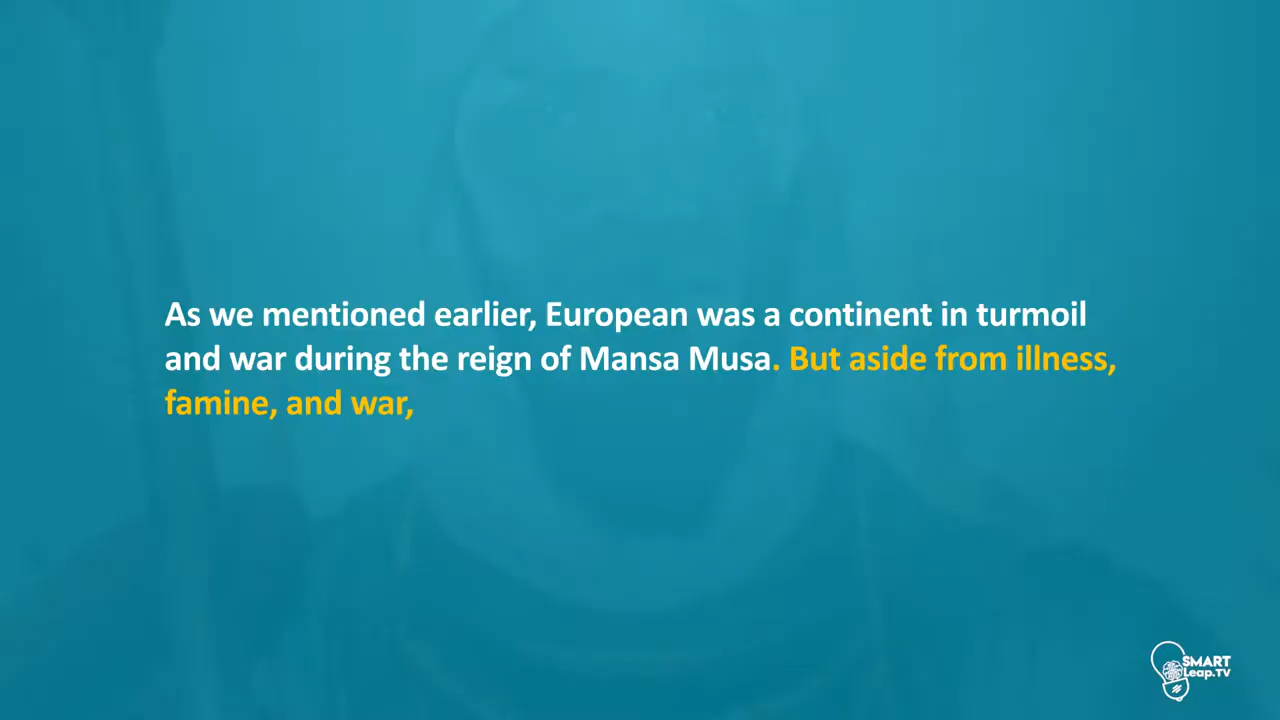 As we mentioned earlier, European was a continent in turmoil
and war during the reign of Mansa Musa. But aside from illness,
famine, and war,
SMART
Leap.TV